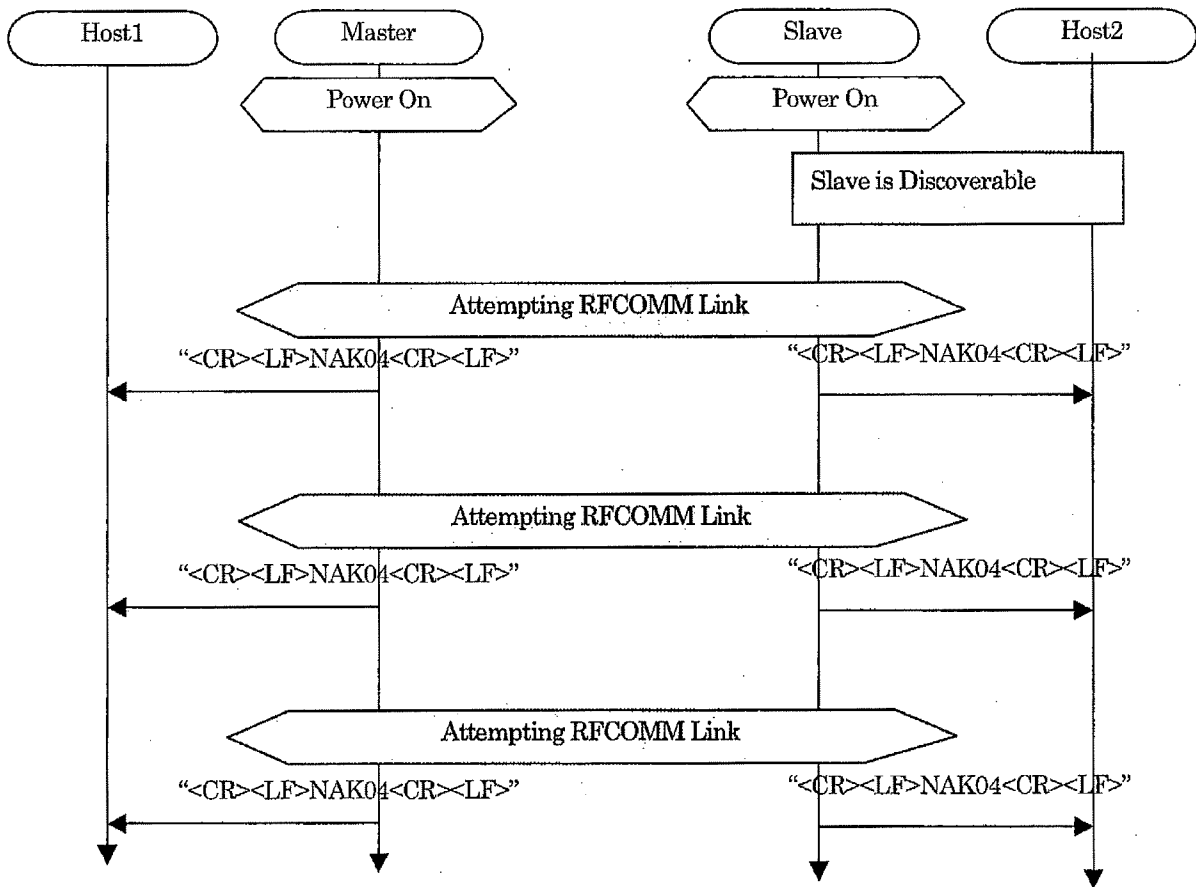 Host1
Master
Slave
Host2
Power On
Power On
Slave is Discoverable
Attempting RFCOMM Link
“<CR><LF>NAK04<CR><LF>”
“<CR><LF>NAK04<CR><LF>”
Attempting RFCOMM Link
“<CR><LF>NAK04<CR><LF>”
“<CR><LF>NAK04<CR><LF>”
Attempting RFCOMM Link
“<CR><LF>NAK04<CR><LF>”
“<CR><LF>NAK04<CR><LF>”